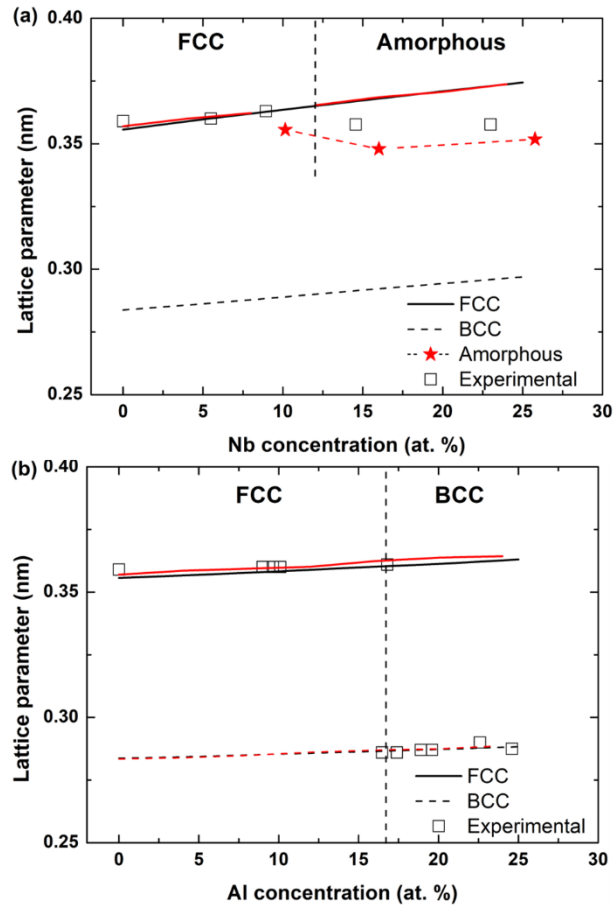 (a)
0.40
FCC
Amorphous
0.35
0.30
0.25
Lattice parameter (nm)
FCC
BCC
Amorphous
Experimental
0
5
10
15
20
25
30
Nb concentration (at. %)
(b)
0.40
FCC
BCC
0.35
0.30
0.25
Lattice parameter (nm)
FCC
BCC
Experimental
0
5
10
15
20
25
30
Al concentration (at. %)